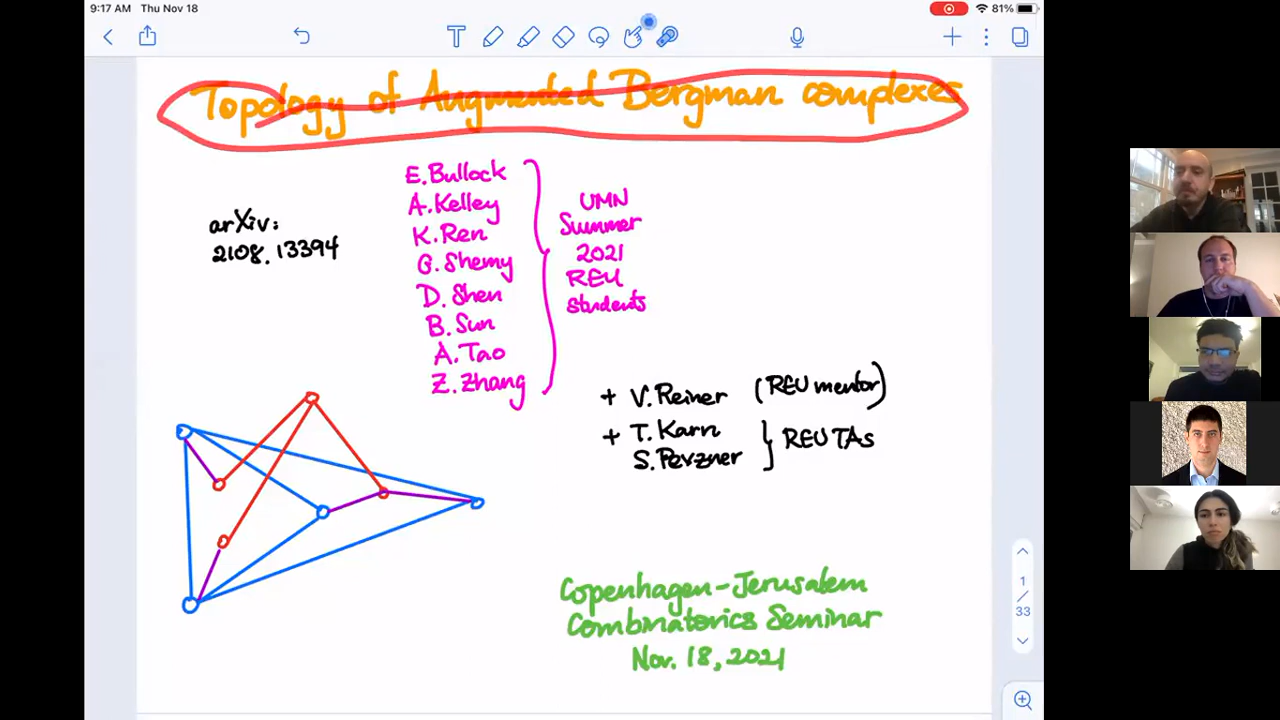 9:17 AM Thu Nov 18
81%
Topology of Augmented Bergman complexes
arXiv:
2108.13394
E. Bullock
A. Kelley
K. Ren
G. Shemy
D. Shen
B. Sun
A. Tao
Z. Zhang
UMN
Summer
2021
REU
Students
+ V. Reiner (REU mentor)
+ T. Karn
S. Pevzner
REU TAs
Copenhagen-Jerusalem
Combinatorics Seminar
Nov. 18, 2021
1
/
33